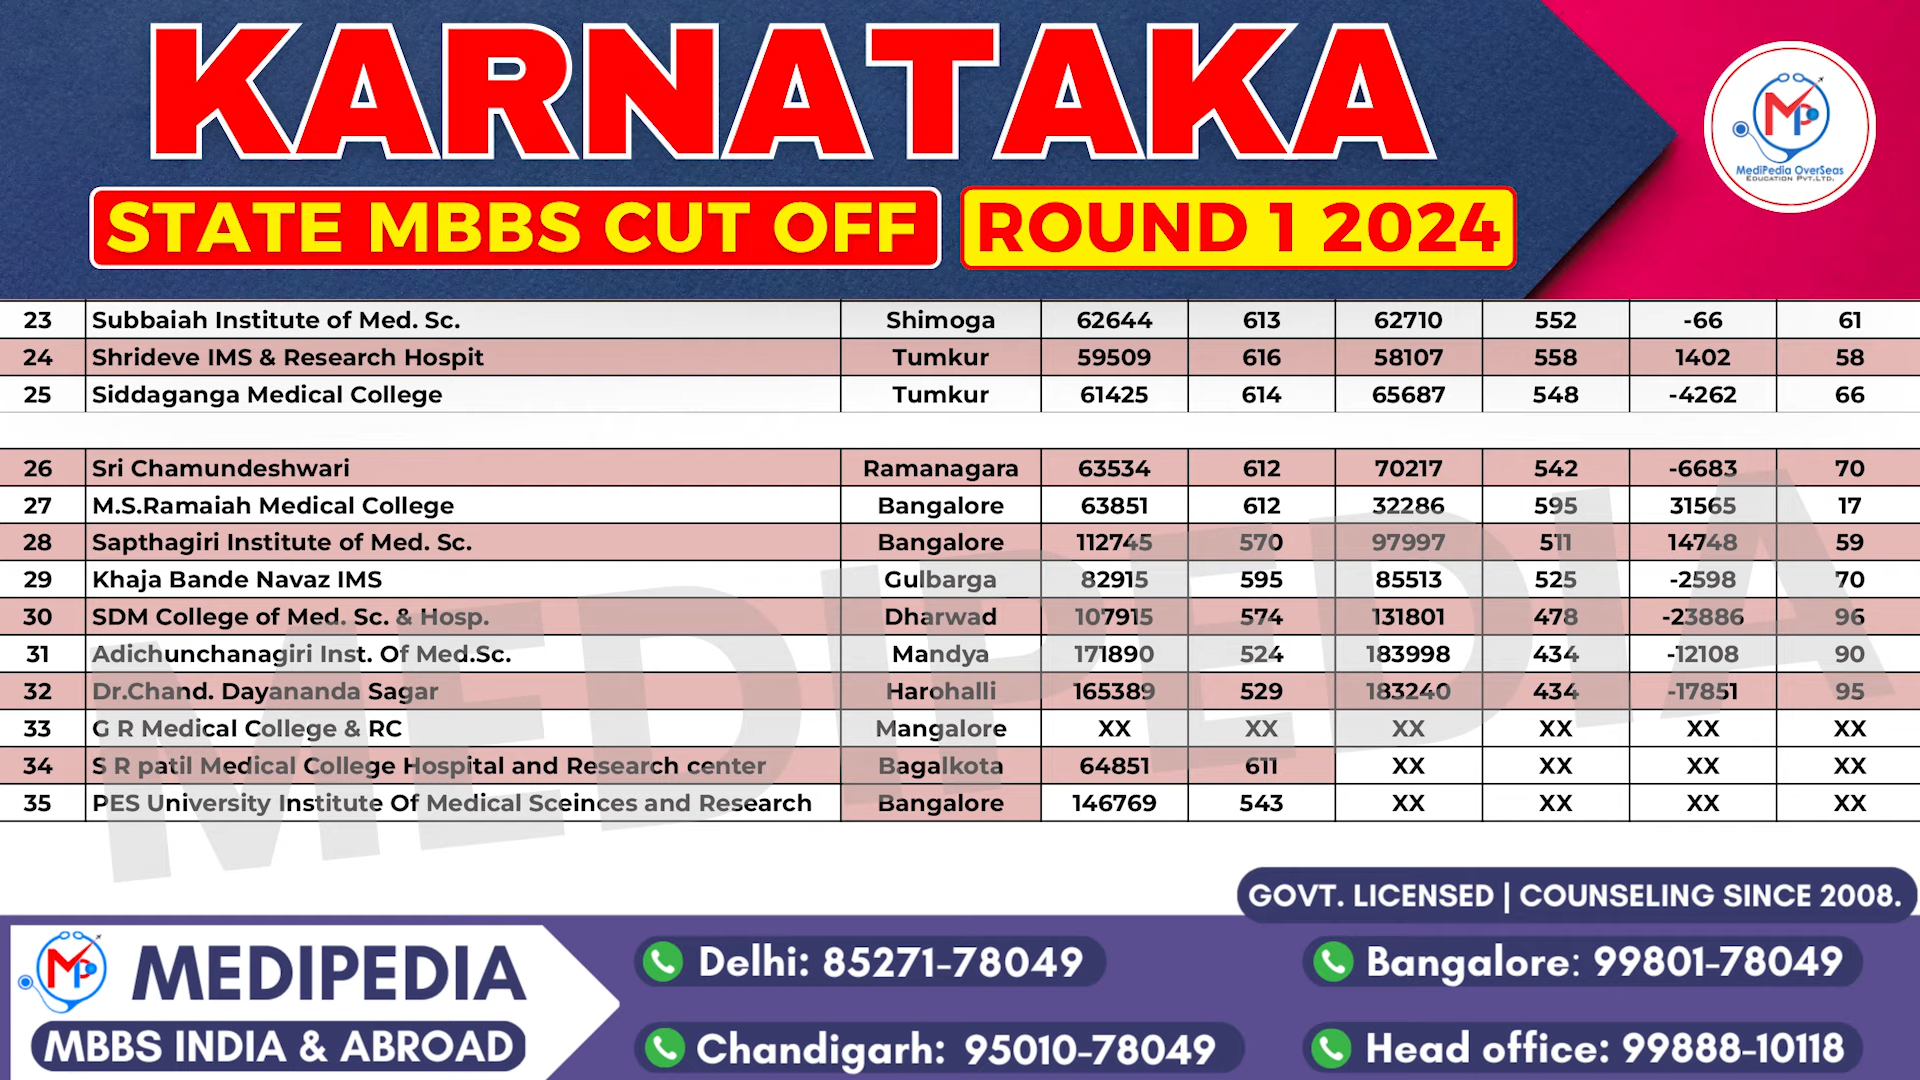 KARNATAKA
STATE MBBS CUT OFF ROUND 1 2024
MP
MediPedia OverSeas
EDUCATION PVT.LTD.
23 Subbaiah Institute of Med. Sc. Shimoga 62644 613 62710 552 -66 61
24 Shrideve IMS & Research Hospit Tumkur 59509 616 58107 558 1402 58
25 Siddaganga Medical College Tumkur 61425 614 65687 548 -4262 66
26 Sri Chamundeshwari Ramanagara 63534 612 70217 542 -6683 70
27 M.S.Ramaiah Medical College Bangalore 63851 612 32286 595 31565 17
28 Sapthagiri Institute of Med. Sc. Bangalore 112745 570 97997 511 14748 59
29 Khaja Bande Navaz IMS Gulbarga 82915 595 85513 525 -2598 70
30 SDM College of Med. Sc. & Hosp. Dharwad 107915 574 131801 478 -23886 96
31 Adichunchanagiri Inst. Of Med.Sc. Mandya 171890 524 183998 434 -12108 90
32 Dr.Chand. Dayananda Sagar Harohalli 165389 529 183240 434 -17851 95
33 G R Medical College & RC Mangalore XX XX XX XX XX XX
34 S R patil Medical College Hospital and Research center Bagalkota 64851 611 XX XX XX XX
35 PES University Institute Of Medical Sceinces and Research Bangalore 146769 543 XX XX XX XX
MEDIPEDIA
GOVT. LICENSED | COUNSELING SINCE 2008.
MP
MEDIPEDIA
MBBS INDIA & ABROAD
Delhi: 85271-78049
Bangalore: 99801-78049
Chandigarh: 95010-78049
Head office: 99888-10118